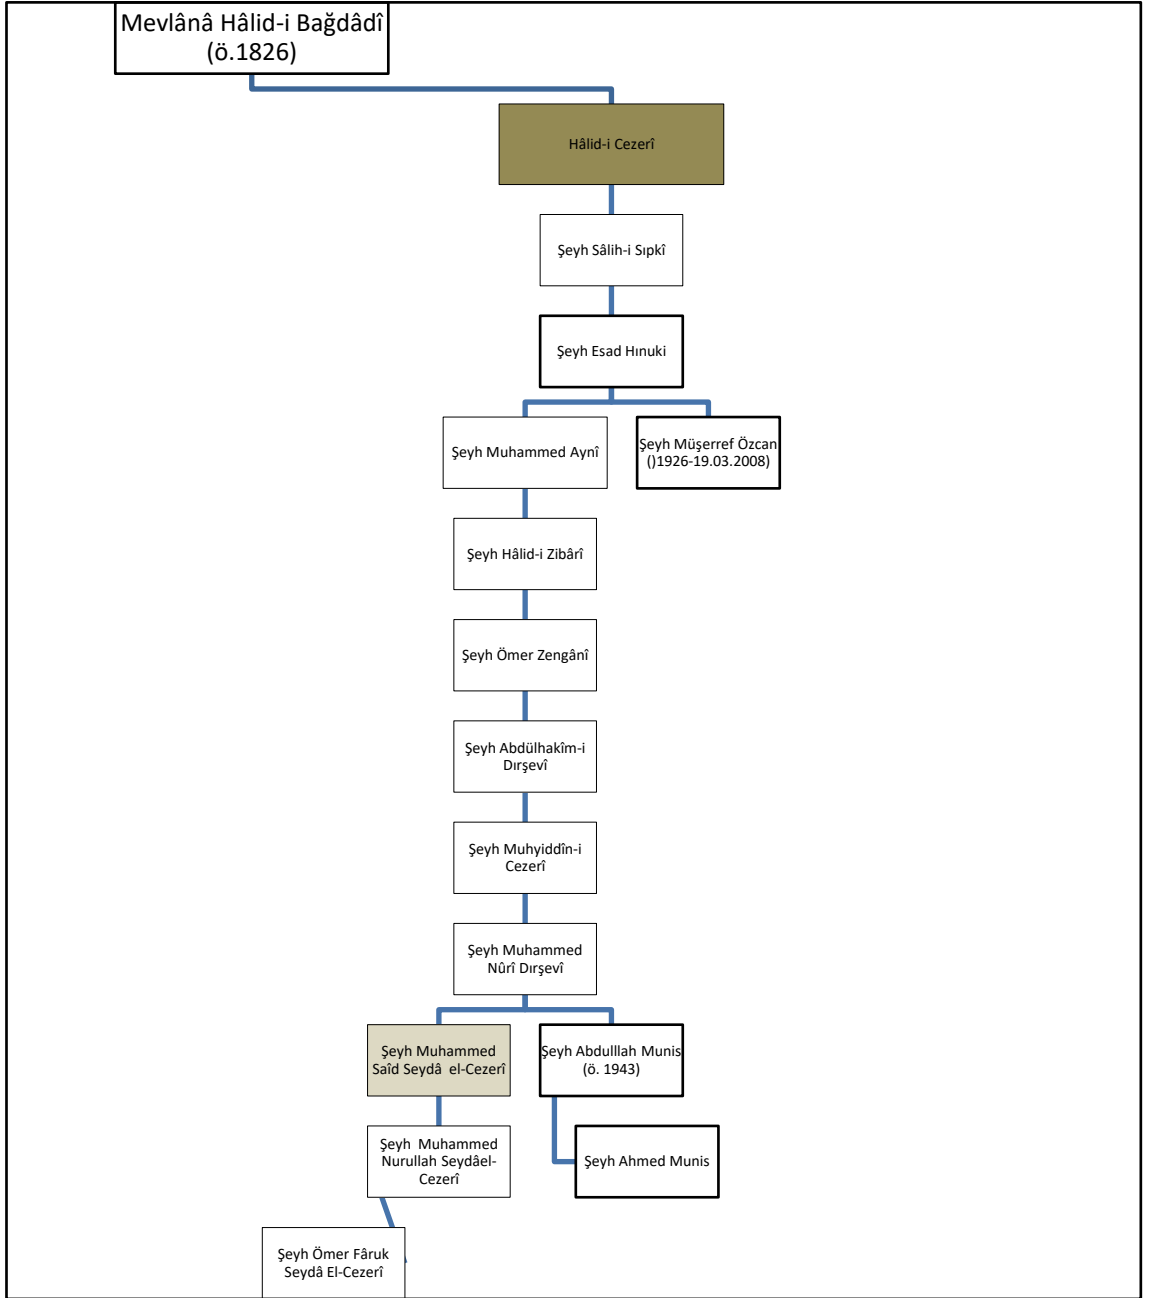 Mevlânâ Hâlid-i Bağdâdî
(ö.1826)
Hâlid-i Cezerî
Şeyh Sâlih-i Sıpkî
Şeyh Esad Hınuki
Şeyh Muhammed Aynî
Şeyh Müşerref Özcan
()1926-19.03.2008)
Şeyh Hâlid-i Zibârî
Şeyh Ömer Zengânî
Şeyh Abdülhakîm-i
Dırşevî
Şeyh Muhyiddîn-i
Cezerî
Şeyh Muhammed
Nûrî Dırşevî
Şeyh Muhammed
Saîd Seydâ  el-Cezerî
Şeyh Abdulllah Munis
(ö. 1943)
Şeyh  Muhammed
Nurullah Seydâel-
Cezerî
Şeyh Ahmed Munis
Şeyh Ömer Fâruk
Seydâ El-Cezerî